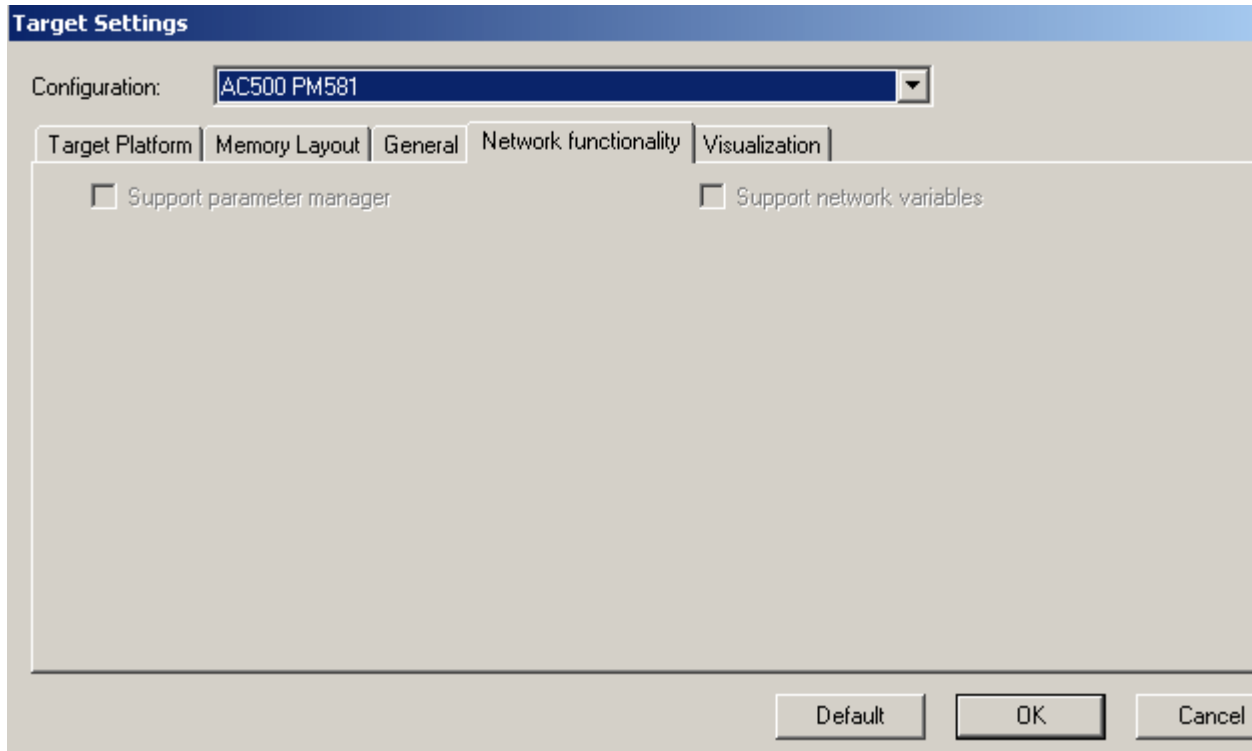 Target Settings
Configuration: AC500 PM581
Target Platform Memory Layout General Network functionality Visualization
Support parameter manager Support network variables
Default OK Cancel